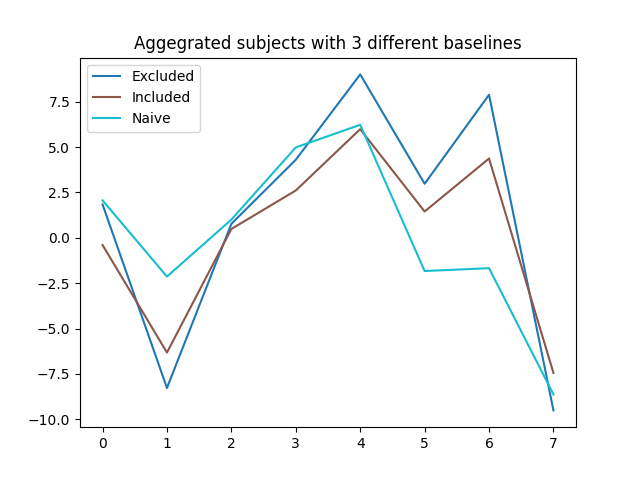 Aggegrated subjects with 3 different baselines
Excluded
Included
Naive
7.5
5.0
2.5
0.0
−2.5
−5.0
−7.5
−10.0
0 1 2 3 4 5 6 7